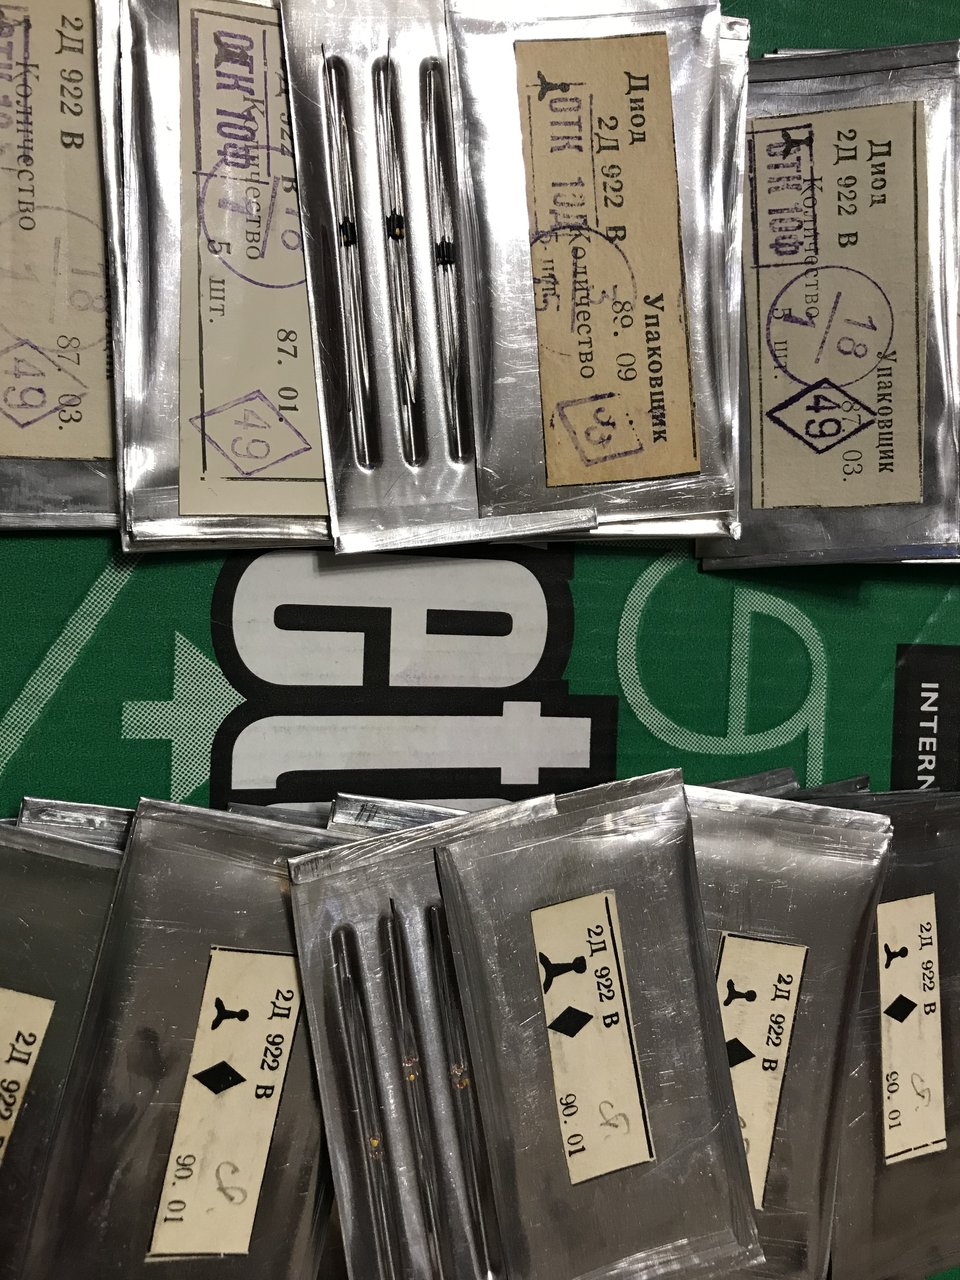 2Д 922 В
Количество
87/03.
49
ОТК 10Ф
Количество
5 шт.
87. 01
49
Диод
2Д 922 В
ОТК
Количество
89. 09
Упаковщик
Диод
2Д 922 В
ОТК 10Ф
Количество
5 шт.
18
03.
Упаковщик
49
et
INTERN
2Д 922
2Д 922 В
90. 01
2Д 922 В
90. 01
2Д 922 В
2Д 922 В
90. 01